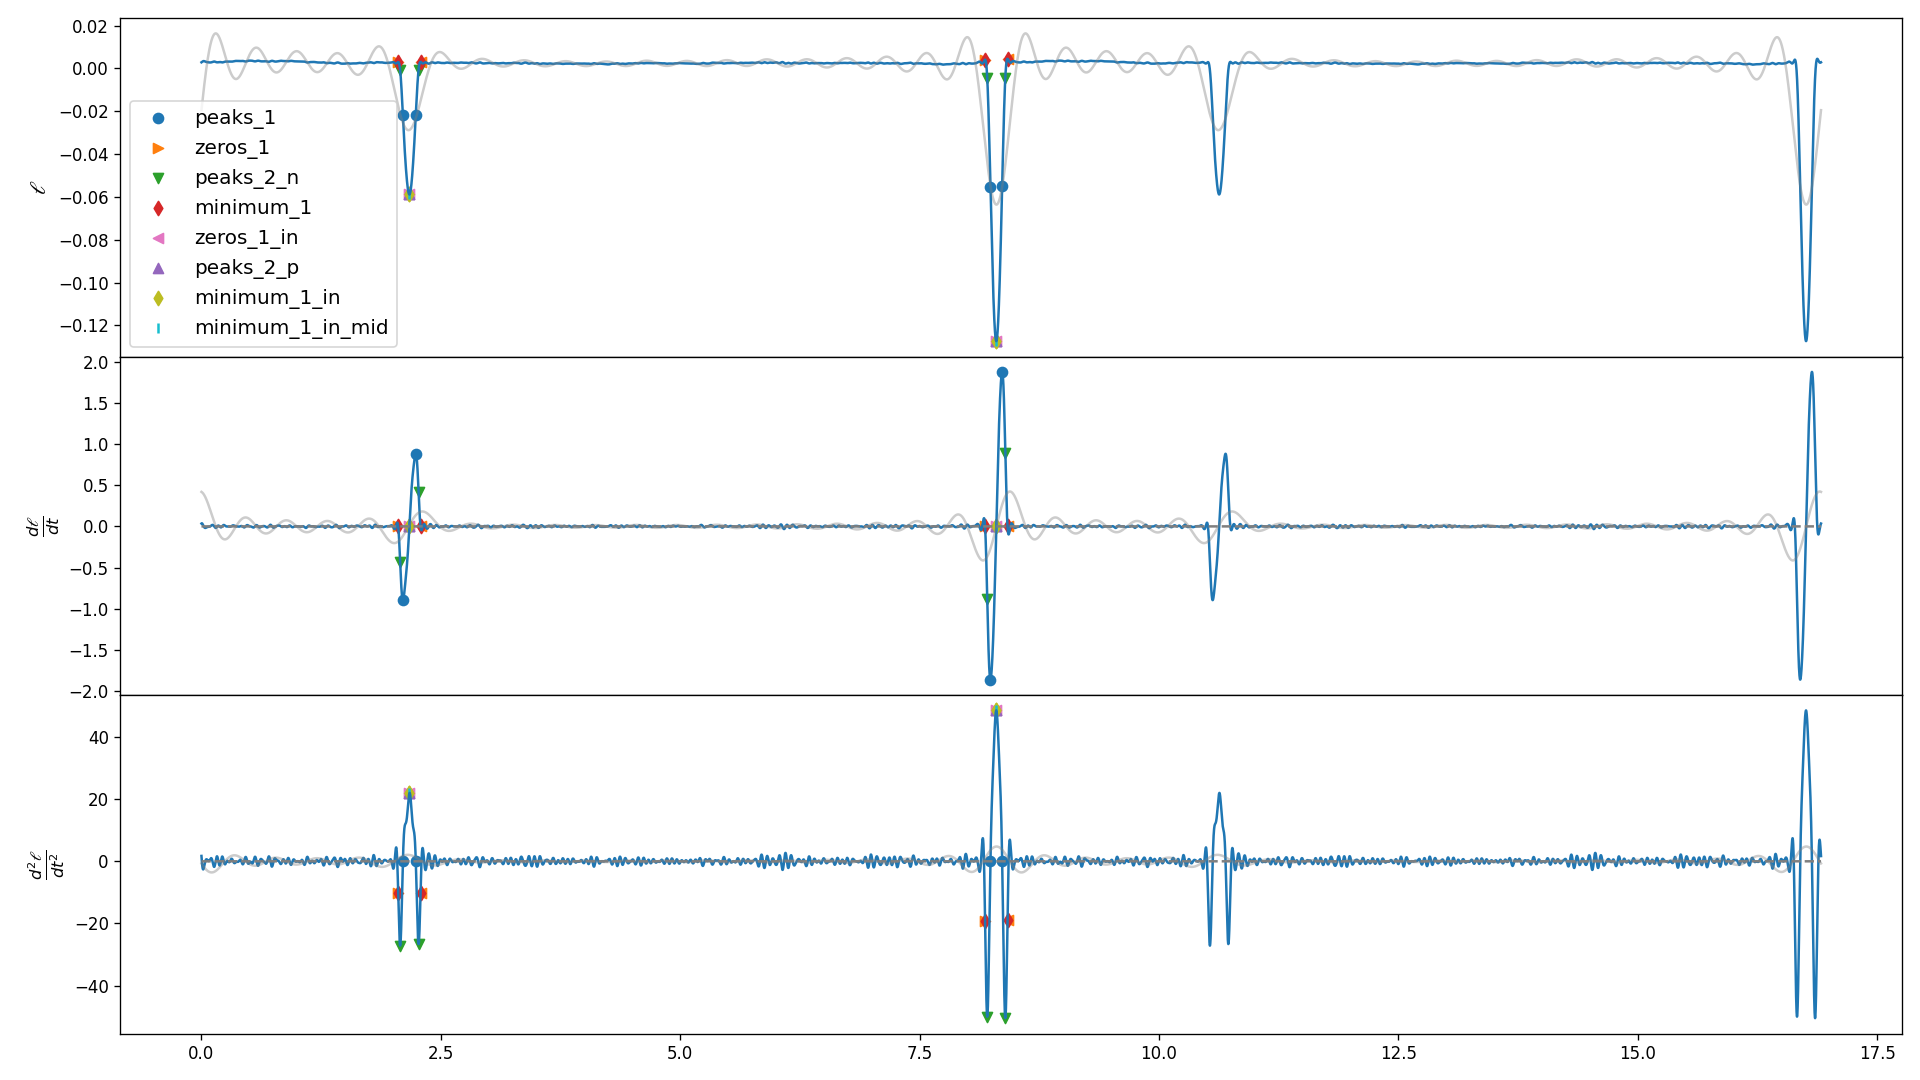 0.02
0.00
−0.02
−0.04
−0.06
−0.08
−0.10
−0.12
ℓ
peaks_1
zeros_1
peaks_2_n
minimum_1
zeros_1_in
peaks_2_p
minimum_1_in
minimum_1_in_mid
2.0
1.5
1.0
0.5
0.0
−0.5
−1.0
−1.5
−2.0
dℓ
dt
40
20
0
−20
−40
d²ℓ
dt²
0.0 2.5 5.0 7.5 10.0 12.5 15.0 17.5